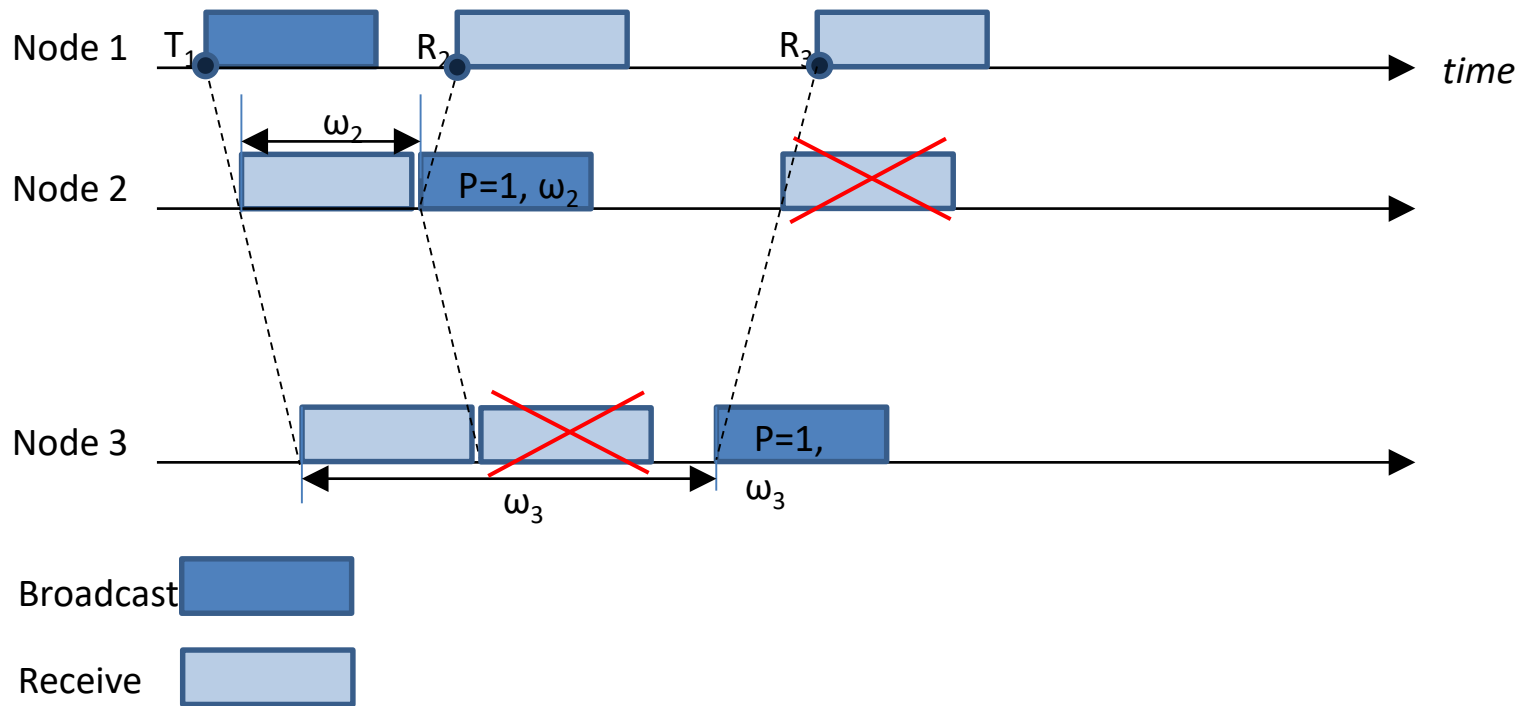 Node 1
T₁
R₂
R₃
time
ω₂
Node 2
P=1, ω₂
Node 3
P=1,
ω₃
ω₃
Broadcast
Receive